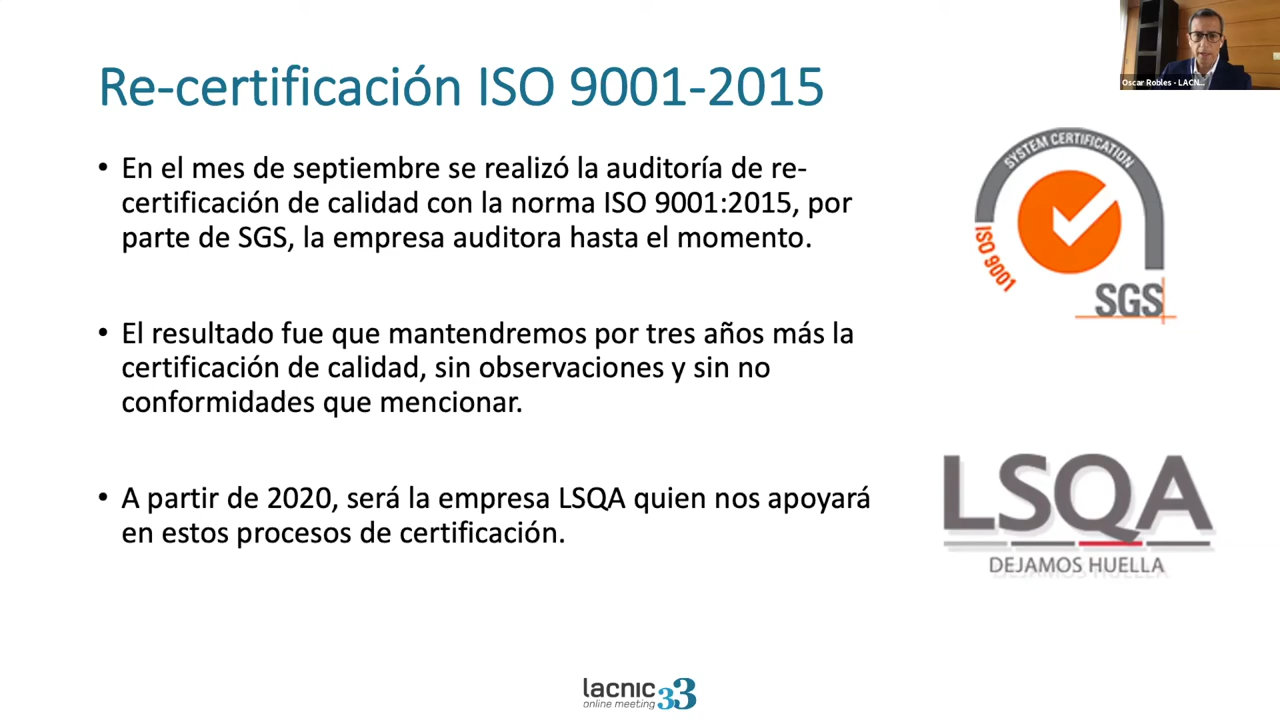 Re-certificación ISO 9001-2015
Oscar Robles - LACN...
• En el mes de septiembre se realizó la auditoría de re-
certificación de calidad con la norma ISO 9001:2015, por
parte de SGS, la empresa auditora hasta el momento.
• El resultado fue que mantendremos por tres años más la
certificación de calidad, sin observaciones y sin no
conformidades que mencionar.
• A partir de 2020, será la empresa LSQA quien nos apoyará
en estos procesos de certificación.
SYSTEM CERTIFICATION
ISO 9001
SGS
LSQA
DEJAMOS HUELLA
lacnic 33
online meeting